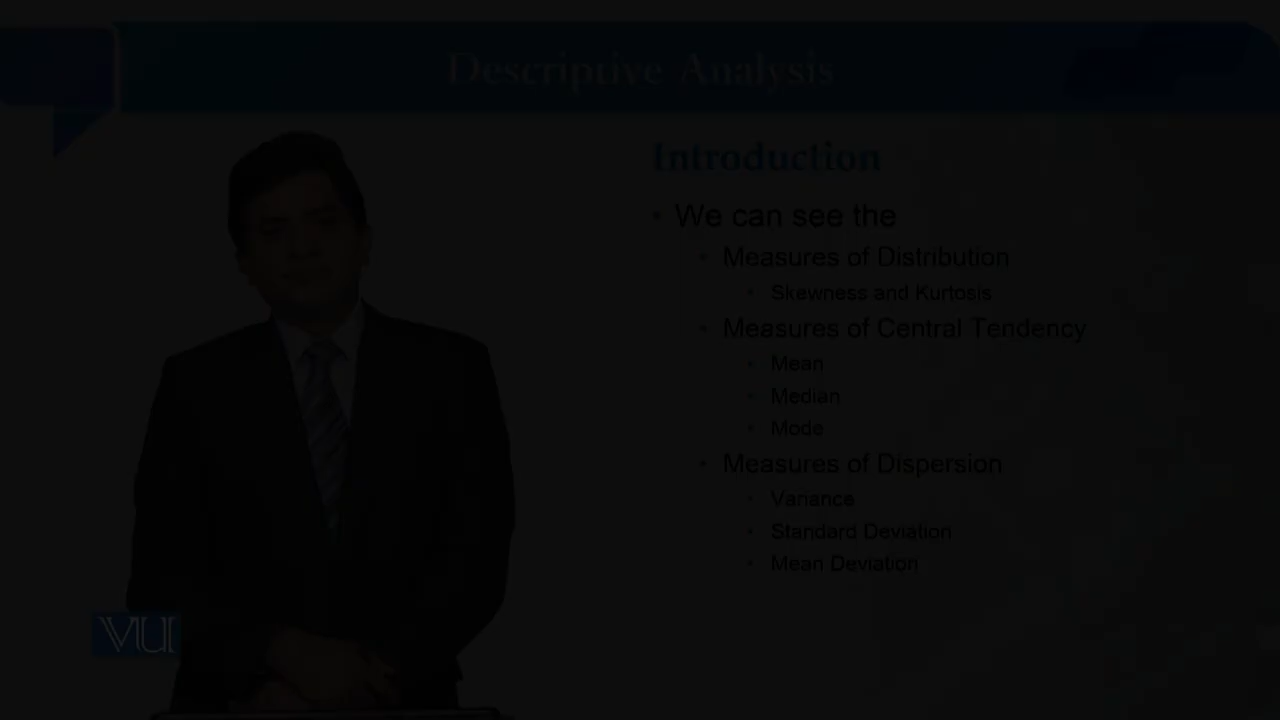 Descriptive Analysis
Introduction
• We can see the
• Measures of Distribution
• Skewness and Kurtosis
• Measures of Central Tendency
• Mean
• Median
• Mode
• Measures of Dispersion
• Variance
• Standard Deviation
• Mean Deviation
VU